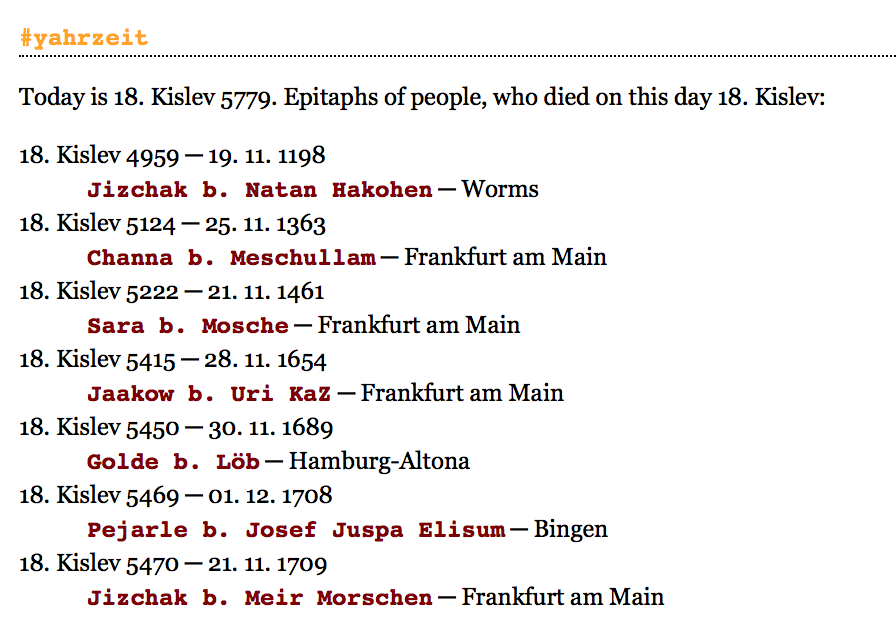 #yahrzeit
Today is 18. Kislev 5779. Epitaphs of people, who died on this day 18. Kislev:
18. Kislev 4959 — 19. 11. 1198
Jizchak b. Natan Hakohen — Worms
18. Kislev 5124 — 25. 11. 1363
Channa b. Meschullam — Frankfurt am Main
18. Kislev 5222 — 21. 11. 1461
Sara b. Mosche — Frankfurt am Main
18. Kislev 5415 — 28. 11. 1654
Jaakow b. Uri KaZ — Frankfurt am Main
18. Kislev 5450 — 30. 11. 1689
Golde b. Löb — Hamburg-Altona
18. Kislev 5469 — 01. 12. 1708
Pejarle b. Josef Juspa Elisum — Bingen
18. Kislev 5470 — 21. 11. 1709
Jizchak b. Meir Morschen — Frankfurt am Main